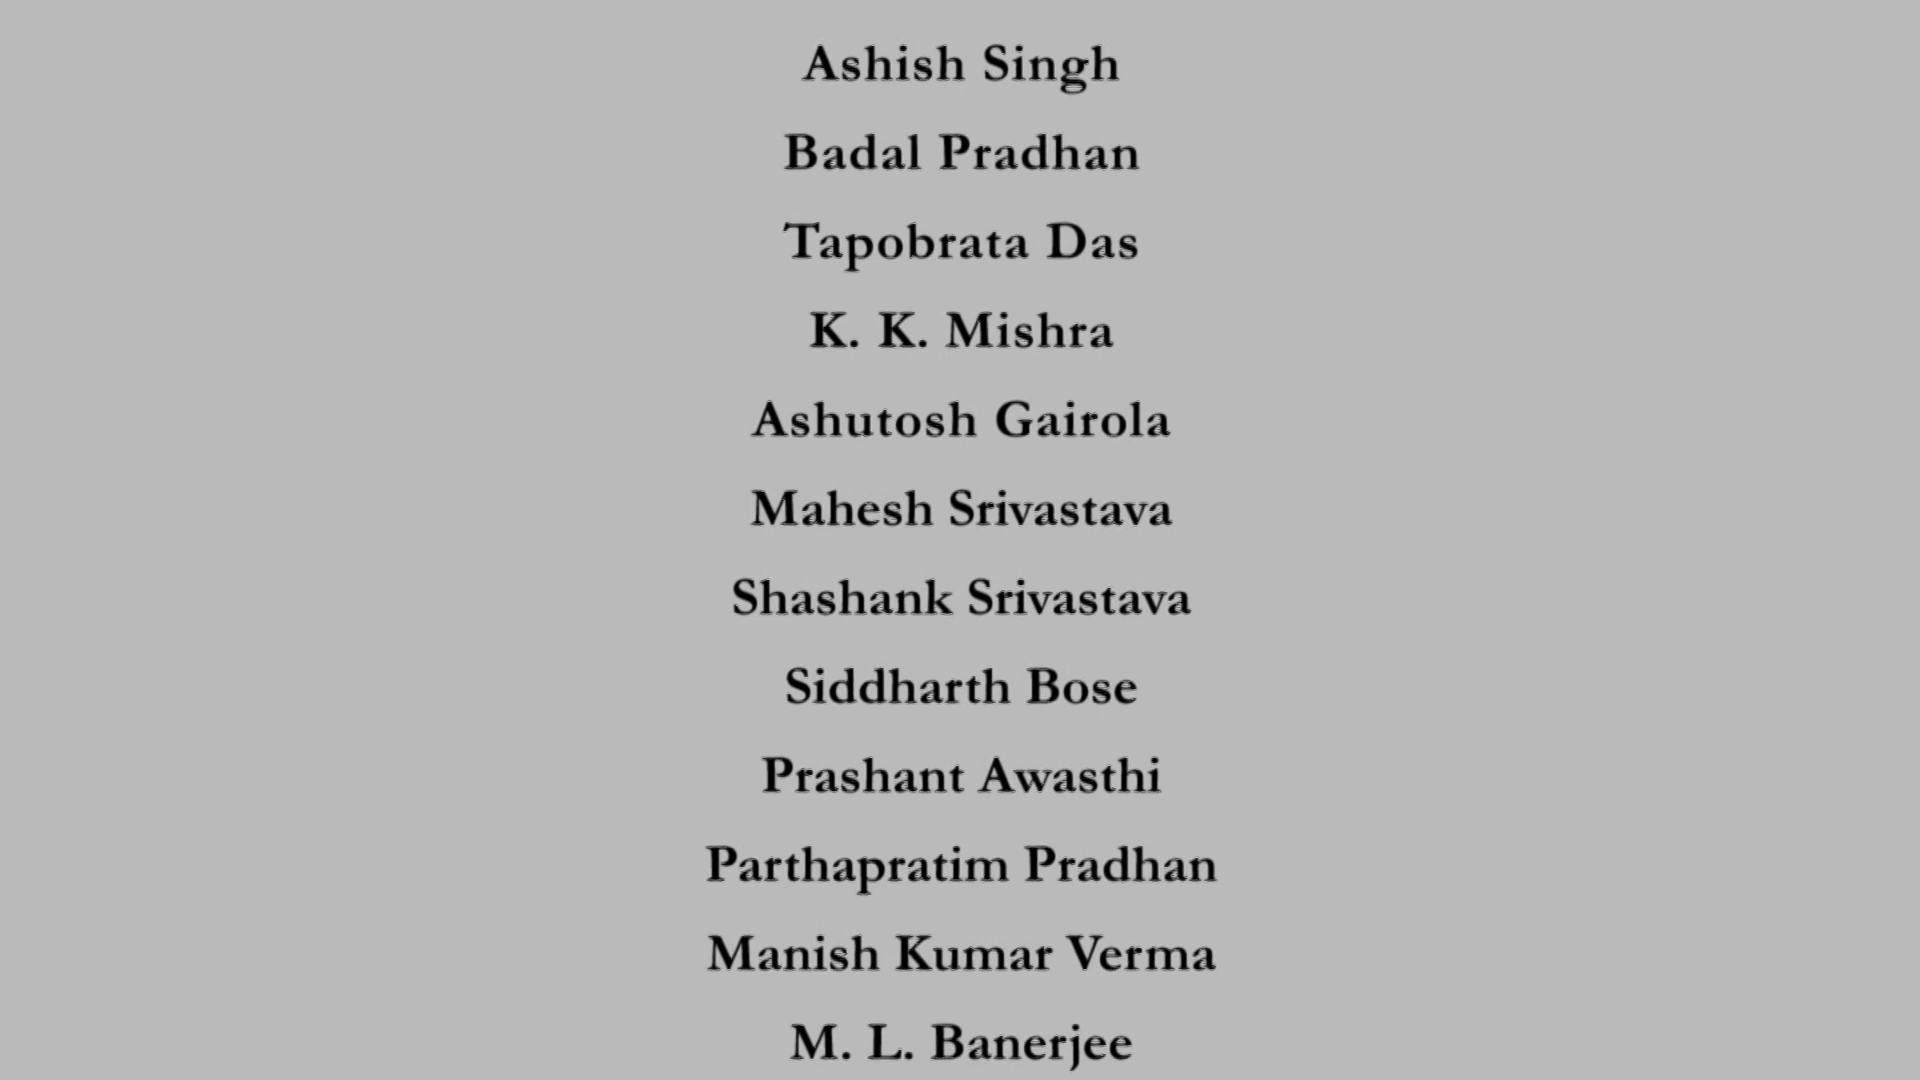 Ashish Singh
Badal Pradhan
Tapobrata Das
K. K. Mishra
Ashutosh Gairola
Mahesh Srivastava
Shashank Srivastava
Siddharth Bose
Prashant Awasthi
Parthapratim Pradhan
Manish Kumar Verma
M. L. Banerjee